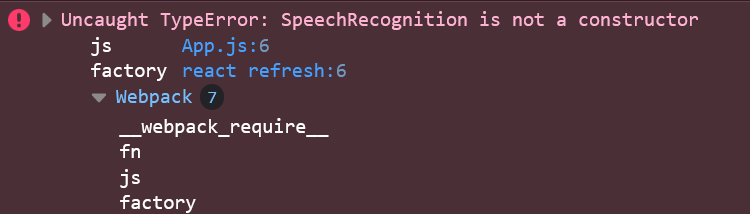 Uncaught TypeError: SpeechRecognition is not a constructor
js App.js:6
factory react refresh:6
Webpack 7
__webpack_require__
fn
js
factory